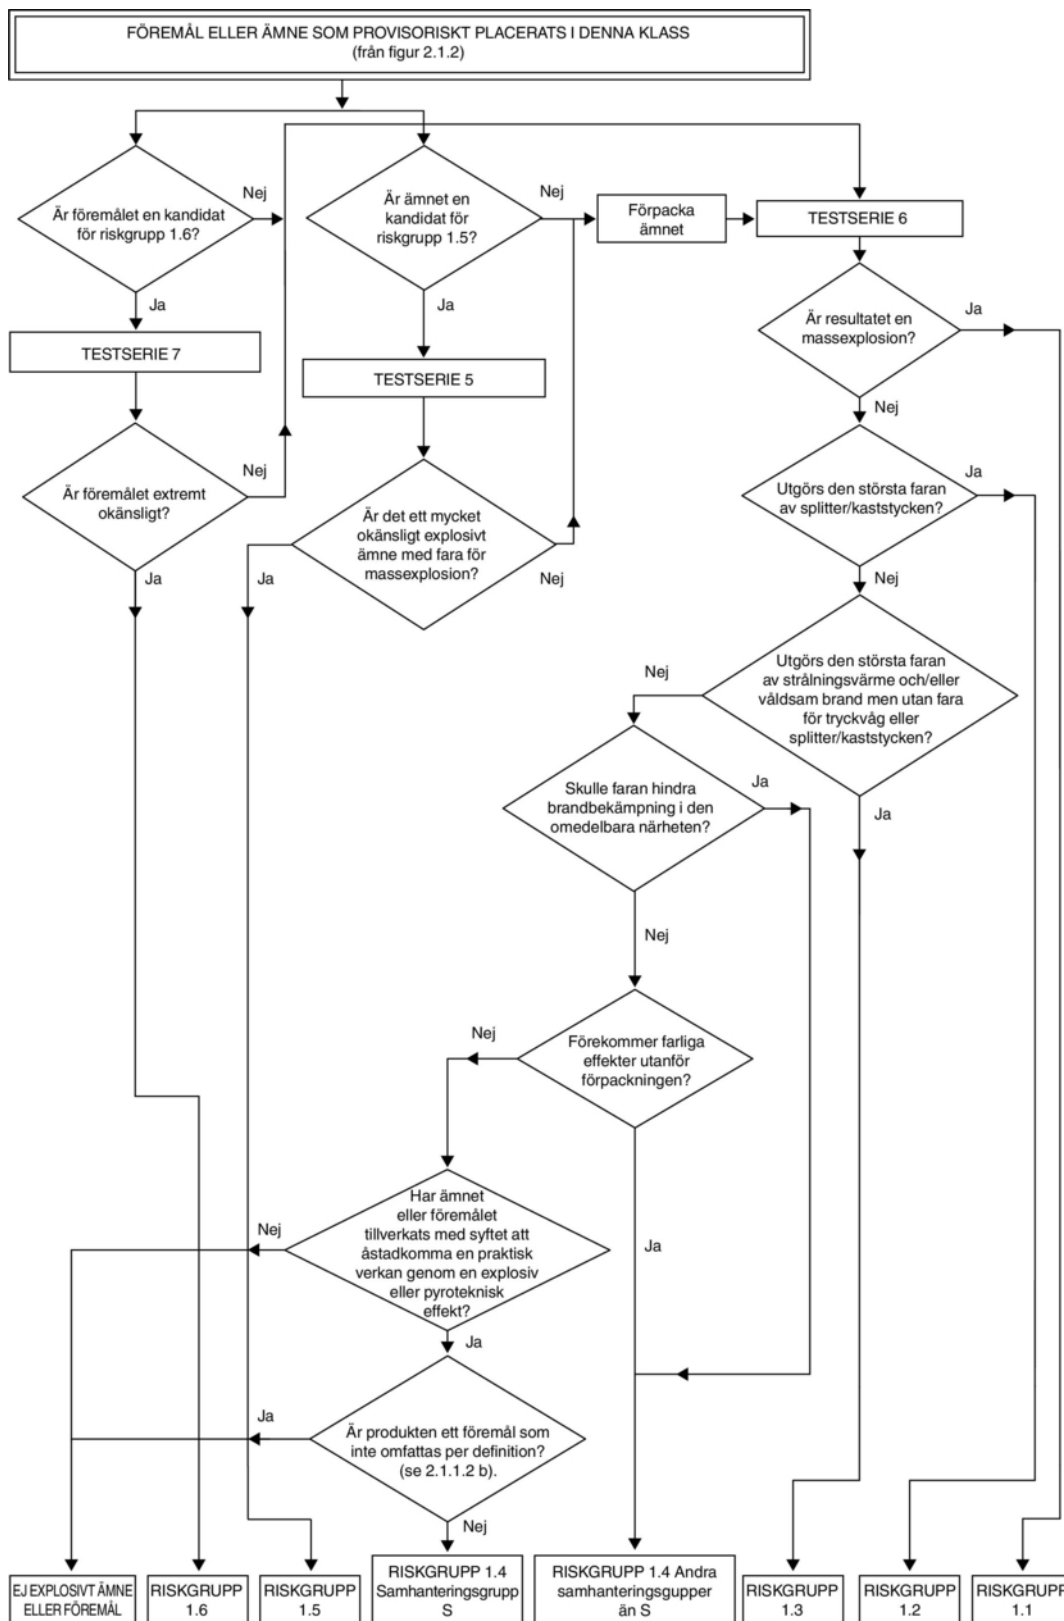 FÖREMÅL ELLER ÄMNE SOM PROVISORISKT PLACERATS I DENNA KLASS
(från figur 2.1.2)
Är föremålet en kandidat
för riskgrupp 1.6?
Nej
Ja
Är ämnet en
kandidat för
riskgrupp 1.5?
Nej
Ja
Förpacka
ämnet
TESTSERIE 6
Är resultatet en
massexplosion?
Ja
Nej
TESTSERIE 7
TESTSERIE 5
Är föremålet extremt
okänsligt?
Nej
Ja
Är det ett mycket
okänsligt explosivt
ämne med fara för
massexplosion?
Ja
Nej
Utgörs den största faran
av splitter/kaststycken?
Ja
Nej
Utgörs den största faran
av strålningsvärme och/eller
våldsam brand men utan fara
för tryckvåg eller
splitter/kaststycken?
Nej
Ja
Skulle faran hindra
brandbekämpning i den
omedelbara närheten?
Ja
Nej
Förekommer farliga
effekter utanför
förpackningen?
Nej
Ja
Har ämnet
eller föremålet
tillverkats med syftet att
åstadkomma en praktisk
verkan genom en explosiv
eller pyroteknisk
effekt?
Nej
Ja
Är produkten ett föremål som
inte omfattas per definition?
(se 2.1.1.2 b).
Ja
Nej
EJ EXPLOSIVT ÄMNE
ELLER FÖREMÅL
RISKGRUPP
1.6
RISKGRUPP
1.5
RISKGRUPP 1.4
Samhanteringsgrupp
S
RISKGRUPP 1.4 Andra
samhanteringsgupper
än S
RISKGRUPP
1.3
RISKGRUPP
1.2
RISKGRUPP
1.1